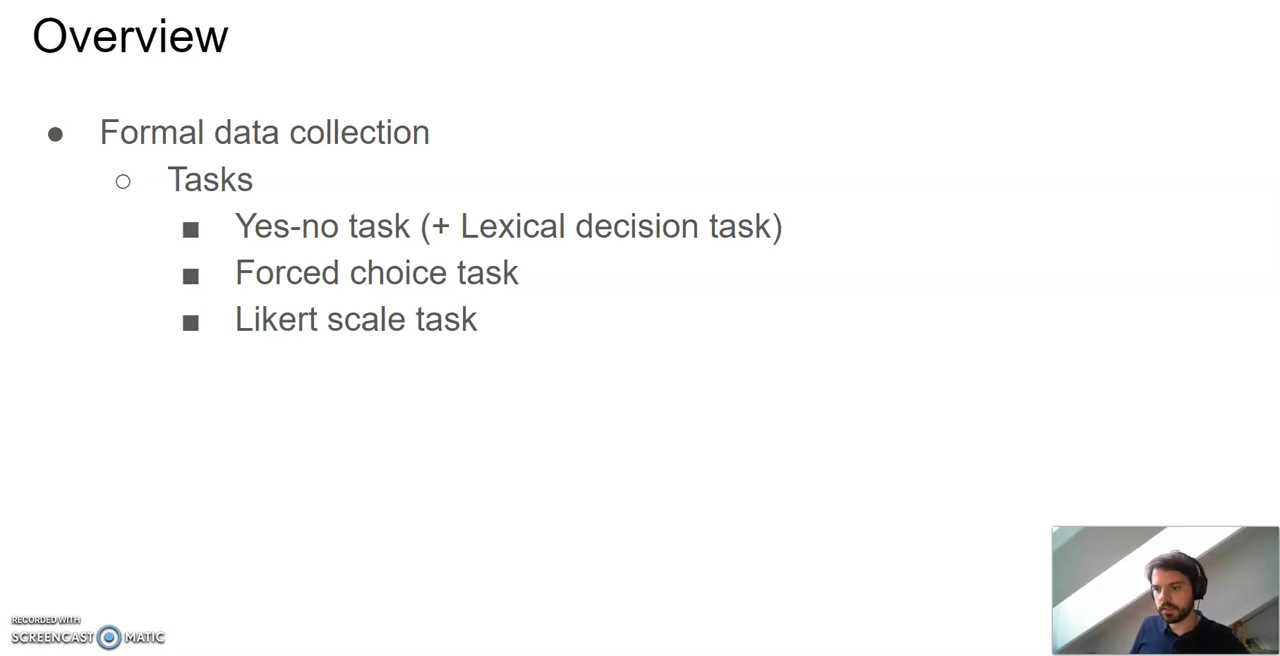 Overview
● Formal data collection
○ Tasks
■ Yes-no task (+ Lexical decision task)
■ Forced choice task
■ Likert scale task
RECORDED WITH
SCREENCAST MATIC